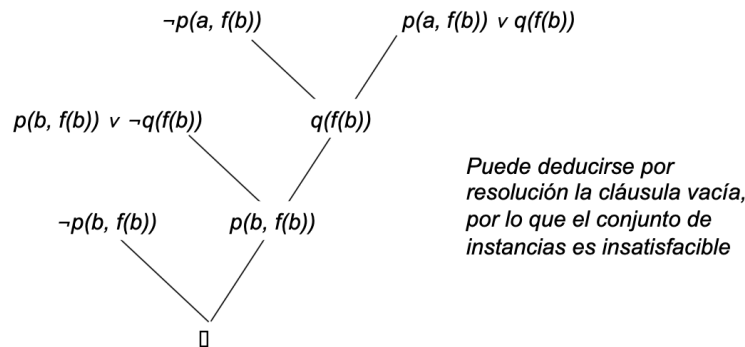 ¬p(a, f(b)) p(a, f(b)) ∨ q(f(b))
p(b, f(b)) ∨ ¬q(f(b)) q(f(b))
Puede deducirse por
resolución la cláusula vacía,
por lo que el conjunto de
instancias es insatisfacible
¬p(b, f(b)) p(b, f(b))
▯